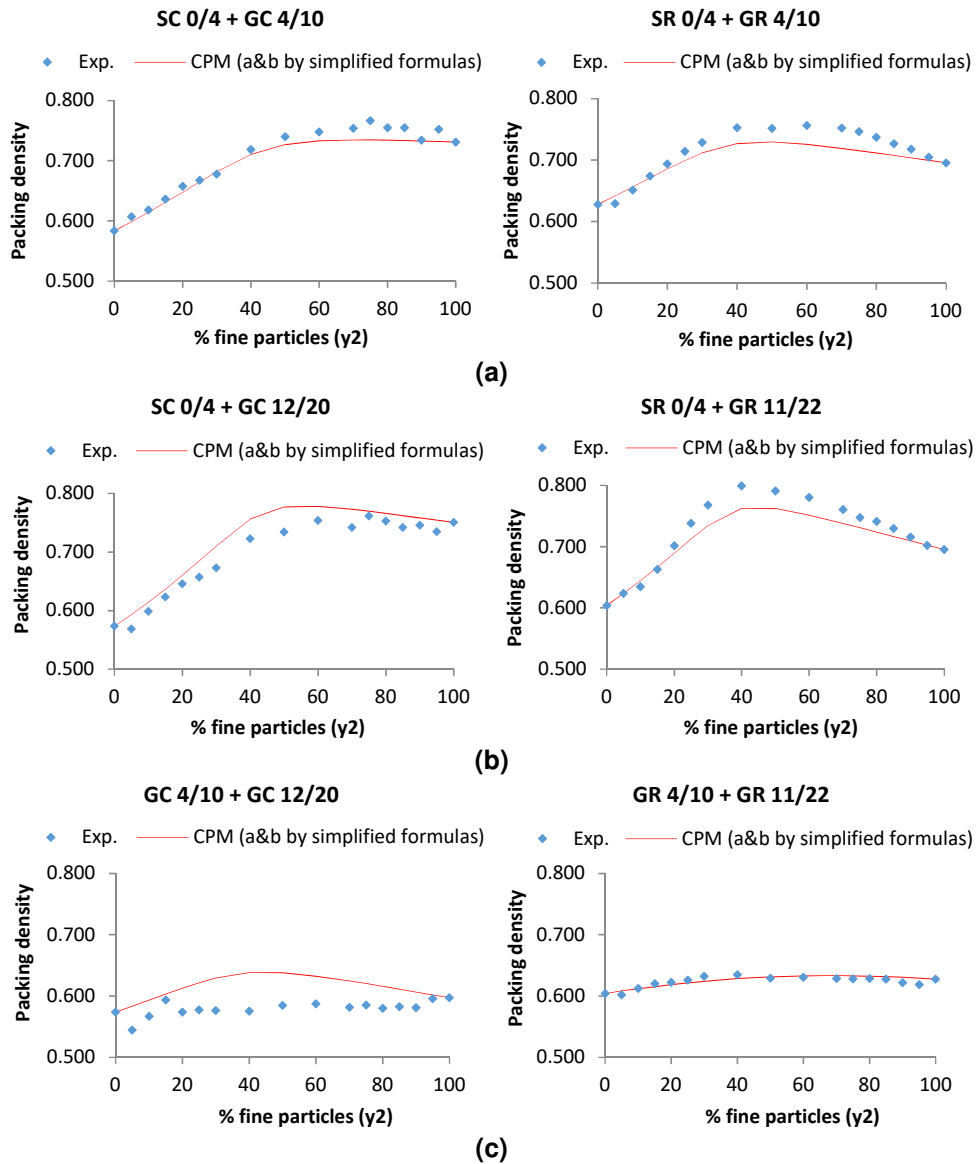 SC 0/4 + GC 4/10
Exp. CPM (a&b by simplified formulas)
Packing density
0.800
0.700
0.600
0.500
0 20 40 60 80 100
% fine particles (y2)
SR 0/4 + GR 4/10
Exp. CPM (a&b by simplified formulas)
Packing density
0.800
0.700
0.600
0.500
0 20 40 60 80 100
% fine particles (y2)
(a)
SC 0/4 + GC 12/20
Exp. CPM (a&b by simplified formulas)
Packing density
0.800
0.700
0.600
0.500
0 20 40 60 80 100
% fine particles (y2)
SR 0/4 + GR 11/22
Exp. CPM (a&b by simplified formulas)
Packing density
0.800
0.700
0.600
0.500
0 20 40 60 80 100
% fine particles (y2)
(b)
GC 4/10 + GC 12/20
Exp. CPM (a&b by simplified formulas)
Packing density
0.800
0.700
0.600
0.500
0 20 40 60 80 100
% fine particles (y2)
GR 4/10 + GR 11/22
Exp. CPM (a&b by simplified formulas)
Packing density
0.800
0.700
0.600
0.500
0 20 40 60 80 100
% fine particles (y2)
(c)